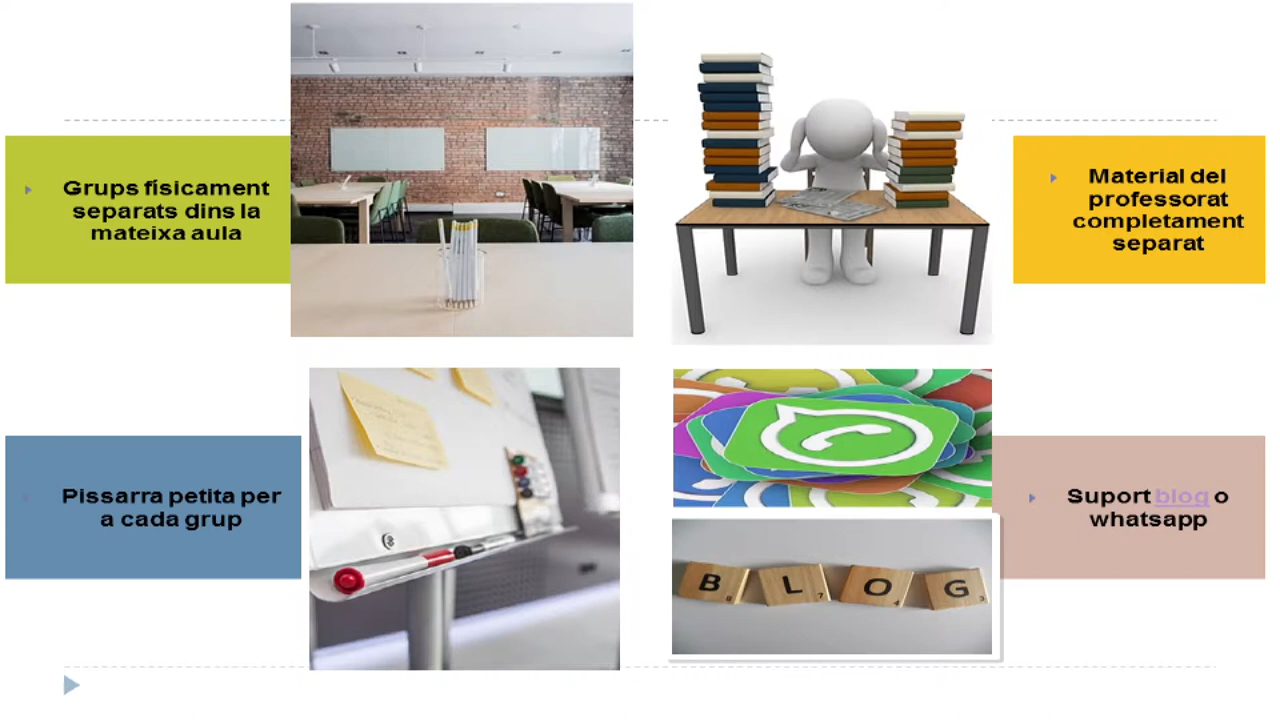 Grups físicament
separats dins la
mateixa aula
Material del
professorat
completament
separat
Pissarra petita per
a cada grup
Suport blog o
whatsapp
B L O G